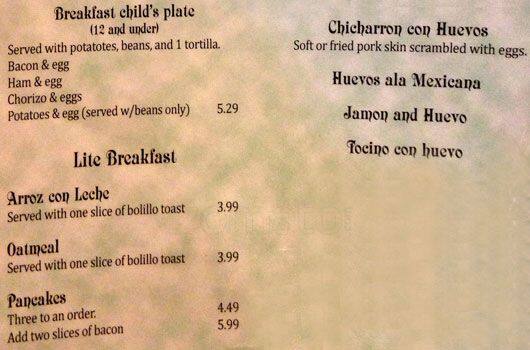 Breakfast child's plate
(12 and under)
Served with potatotes, beans, and 1 tortilla.
Bacon & egg
Ham & egg
Chorizo & eggs
Potatoes & egg (served w/beans only) 5.29
Lite Breakfast
Arroz con Leche
Served with one slice of bolillo toast 3.99
Oatmeal
Served with one slice of bolillo toast 3.99
Pancakes
Three to an order. 4.49
Add two slices of bacon 5.99
Chicharron con Huevos
Soft or fried pork skin scrambled with eggs.
Huevos ala Mexicana
Jamon and Huevo
Tocino con huevo